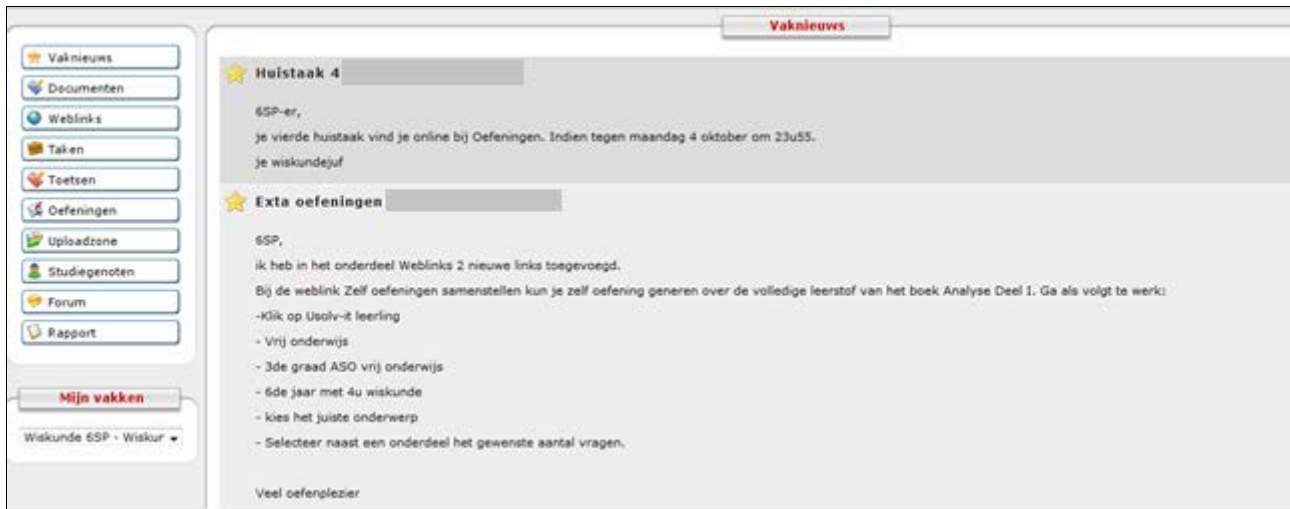 Vaknieuws
Documenten
Weblinks
Taken
Toetsen
Oefeningen
Uploadzone
Studiegenoten
Forum
Rapport
Mijn vakken
Wiskunde 6SP - Wiskur
Vaknieuws
Huistaak 4
6SP-er,
je vierde huistaak vind je online bij Oefeningen. Indien tegen maandag 4 oktober om 23u55.
je wiskundejuf
Exta oefeningen
6SP,
ik heb in het onderdeel Weblinks 2 nieuwe links toegevoegd.
Bij de weblink Zelf oefeningen samenstellen kun je zelf oefening generen over de volledige leerstof van het boek Analyse Deel I. Ga als volgt te werk:
-Klik op Usolv-it leerling
- Vrij onderwijs
- 3de graad ASO vrij onderwijs
- 6de jaar met 4u wiskunde
- kies het juiste onderwerp
- Selecteer naast een onderdeel het gewenste aantal vragen.
Veel oefenplezier